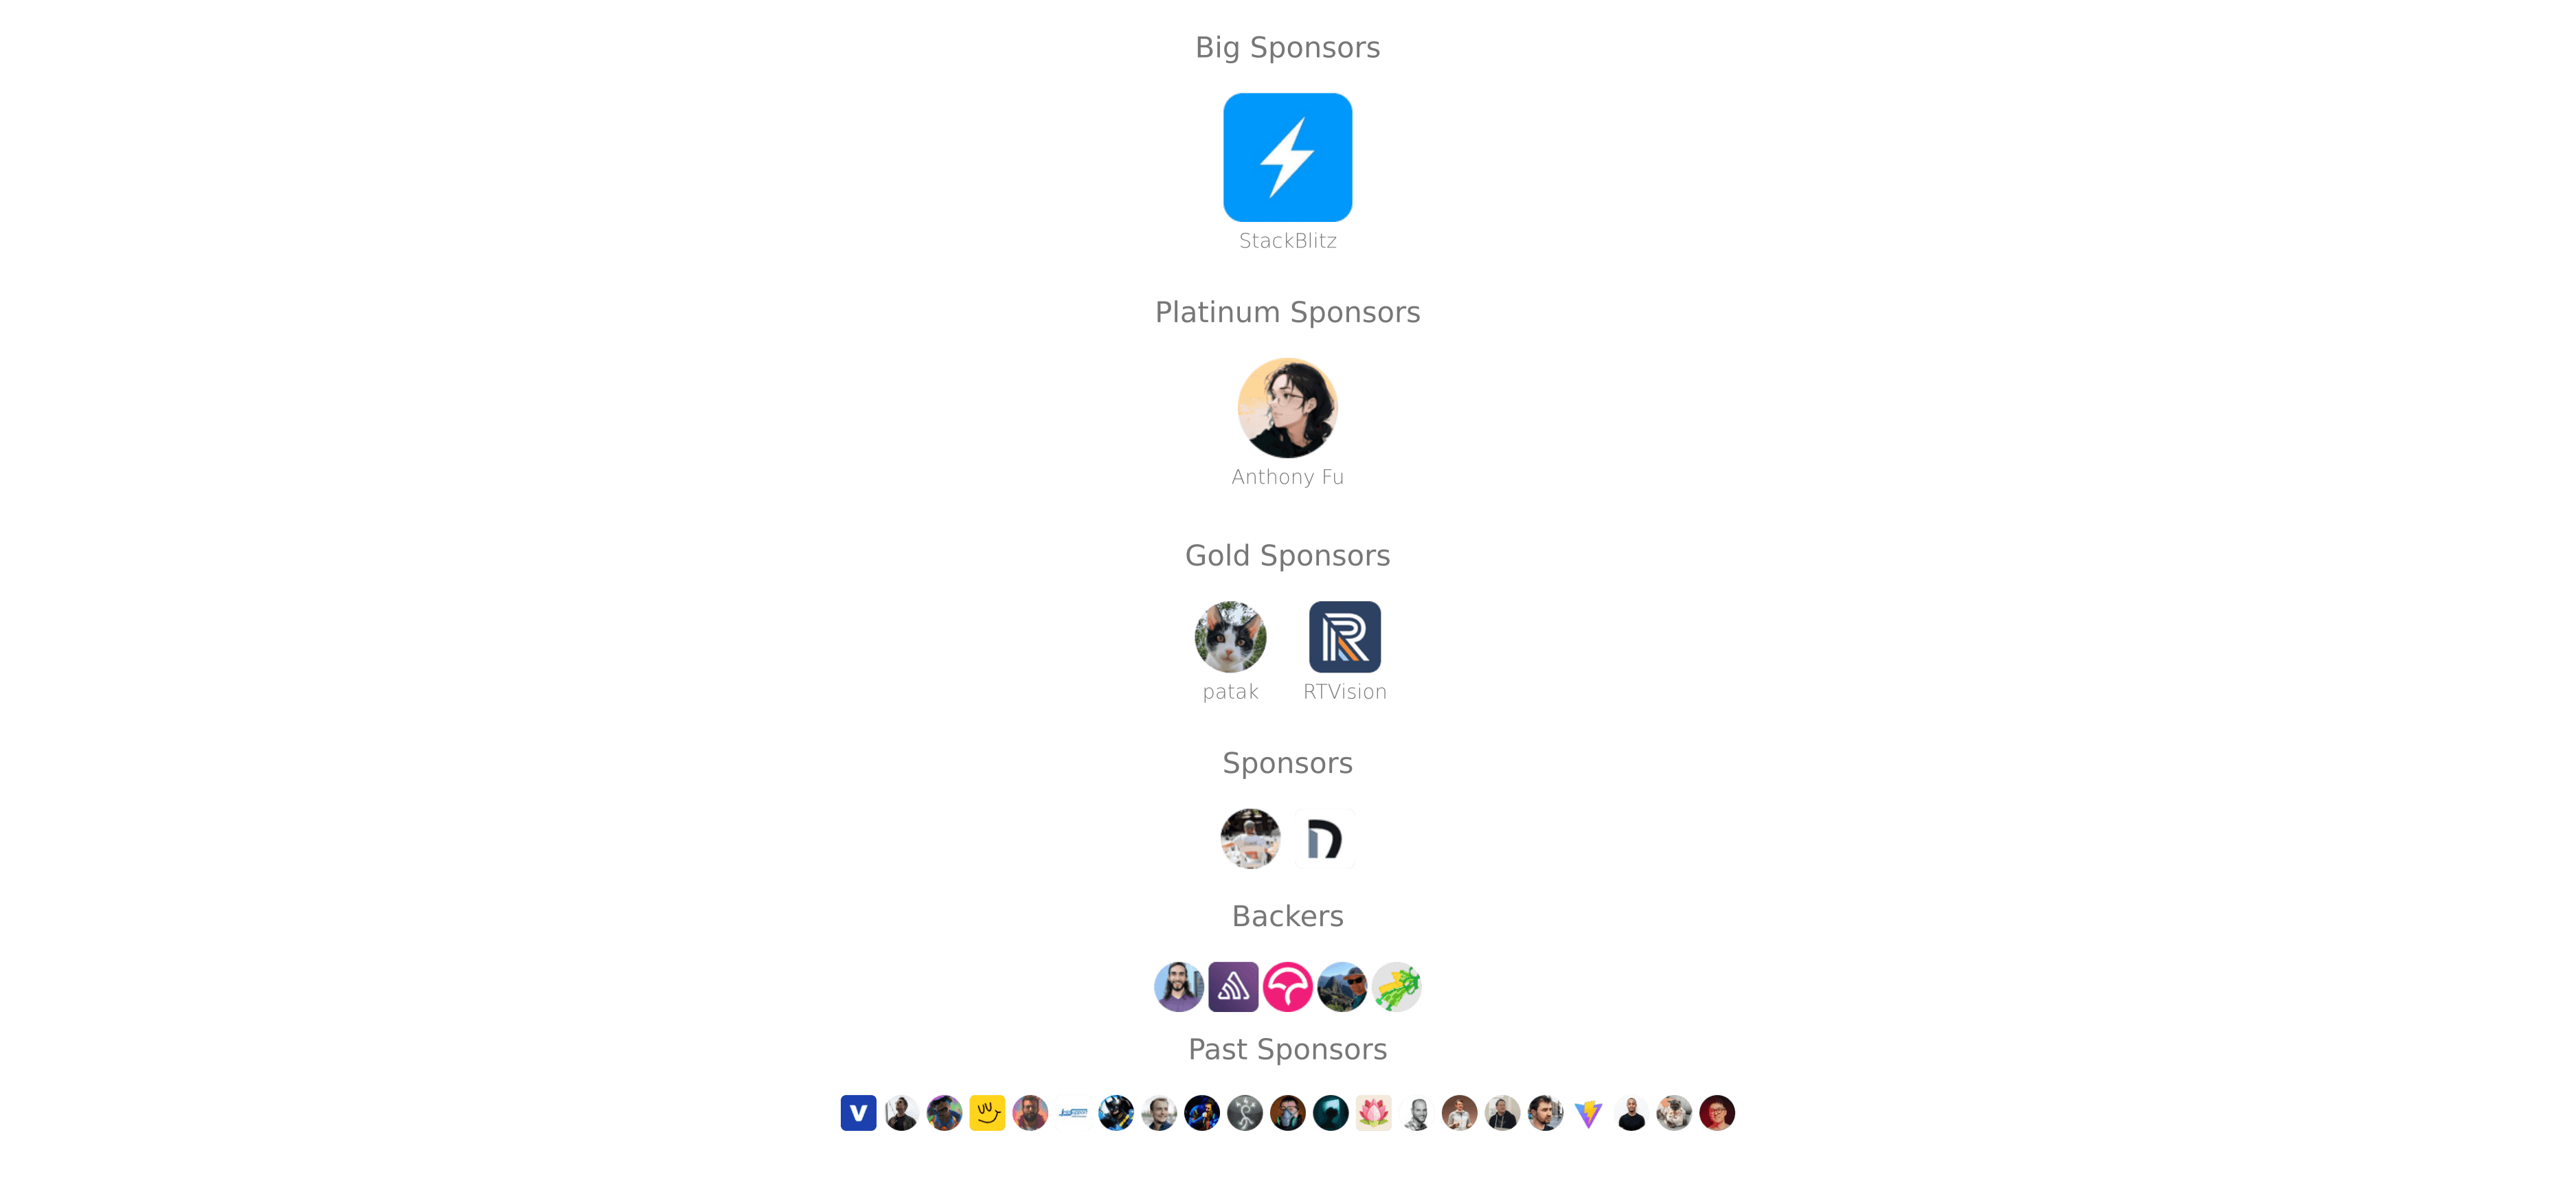 Big Sponsors
StackBlitz
Platinum Sponsors
Anthony Fu
Gold Sponsors
patak RTVision
Sponsors
Backers
Past Sponsors
V